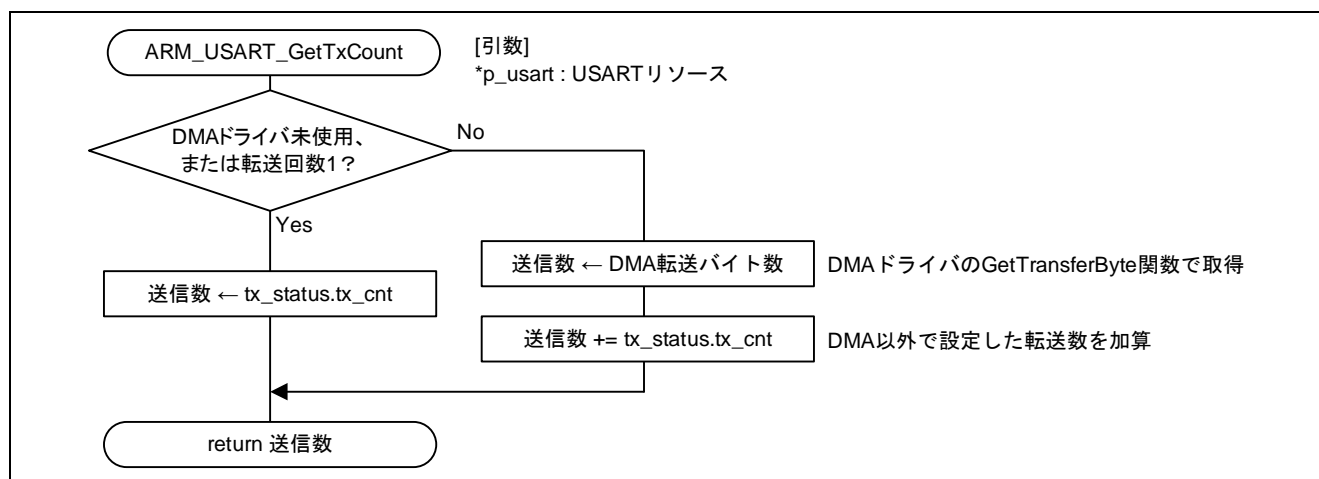 ARM_USART_GetTxCount
[引数]
*p_usart : USARTリソース
DMAドライバ未使用、
または転送回数1?
No
Yes
送信数 ← DMA転送バイト数
DMAドライバのGetTransferByte関数で取得
送信数 ← tx_status.tx_cnt
送信数 += tx_status.tx_cnt
DMA以外で設定した転送数を加算
return 送信数